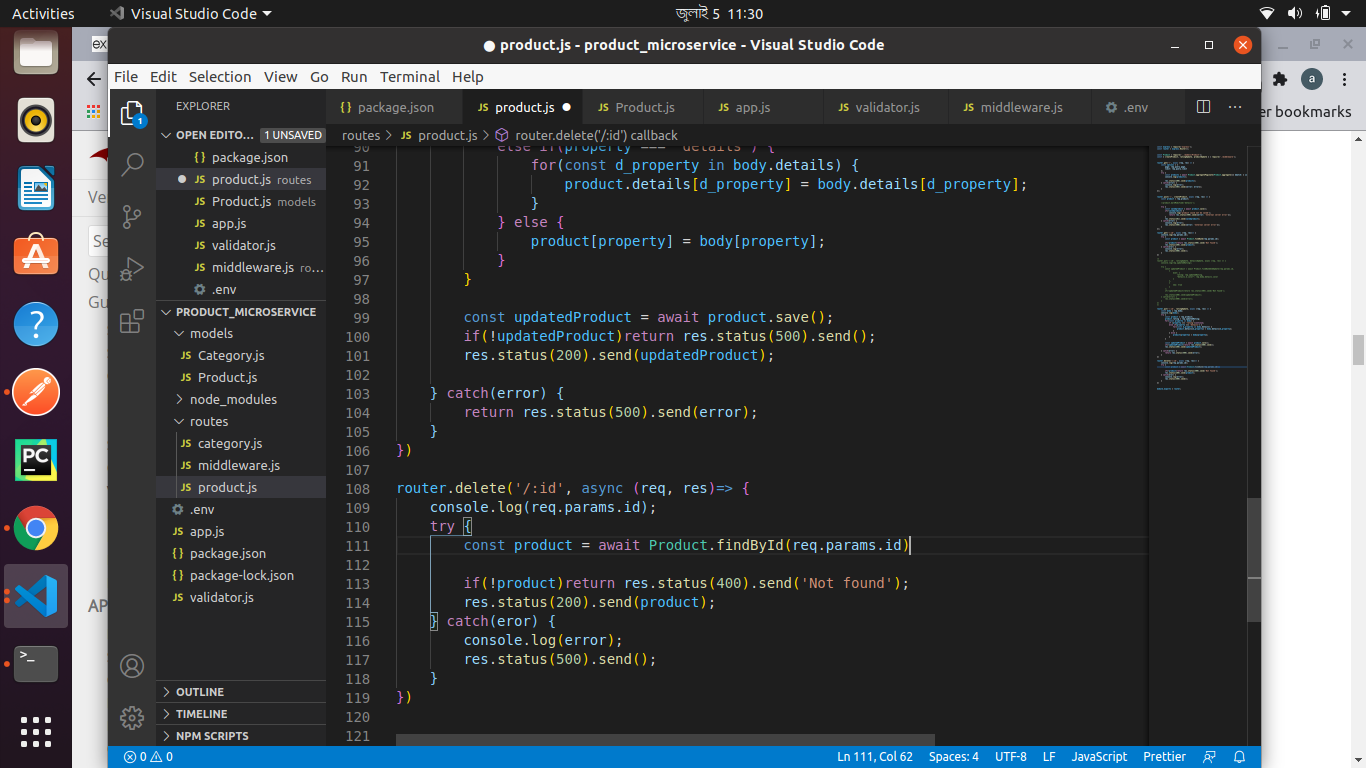 Activities
Visual Studio Code
জুলাই 5 11:30
ex
● product.js - product_microservice - Visual Studio Code
a
File Edit Selection View Go Run Terminal Help
er bookmarks
EXPLORER
{} package.json
JS product.js
JS Product.js
JS app.js
JS validator.js
JS middleware.js
.env
OPEN EDITO... 1 UNSAVED
routes > JS product.js > router.delete('/:id') callback
{} package.json
JS product.js routes
JS Product.js models
JS app.js
JS validator.js
JS middleware.js ro...
.env
PRODUCT_MICROSERVICE
models
JS Category.js
JS Product.js
node_modules
routes
JS category.js
JS middleware.js
JS product.js
.env
JS app.js
{} package.json
{} package-lock.json
JS validator.js
OUTLINE
TIMELINE
NPM SCRIPTS
1
Ve
Se
Qu
Gu
AP
90 else if(property === "details") {
91 for(const d_property in body.details) {
92 product.details[d_property] = body.details[d_property];
93 }
94 } else {
95 product[property] = body[property];
96 }
97 }
98
99 const updatedProduct = await product.save();
100 if(!updatedProduct)return res.status(500).send();
101 res.status(200).send(updatedProduct);
102
103 } catch(error) {
104 return res.status(500).send(error);
105 }
106 })
107
108 router.delete('/:id', async (req, res)=> {
109 console.log(req.params.id);
110 try {
111 const product = await Product.findById(req.params.id)
112
113 if(!product)return res.status(400).send('Not found');
114 res.status(200).send(product);
115 } catch(eror) {
116 console.log(error);
117 res.status(500).send();
118 }
119 })
120
121
0 0
Ln 111, Col 62 Spaces: 4 UTF-8 LF JavaScript Prettier